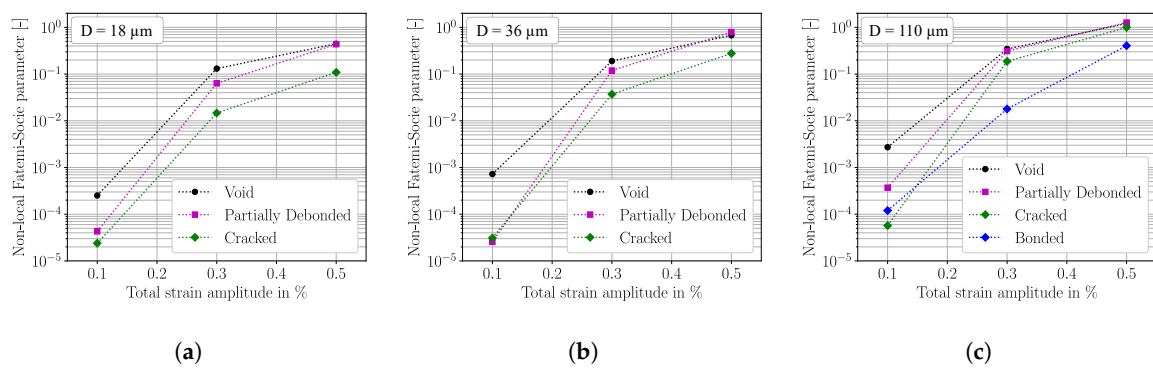 D = 18 µm
Non-local Fatemi-Socie parameter [-]
10⁰
10⁻¹
10⁻²
10⁻³
10⁻⁴
10⁻⁵
Void
Partially Debonded
Cracked
0.1 0.2 0.3 0.4 0.5
Total strain amplitude in %
(a)
D = 36 µm
Non-local Fatemi-Socie parameter [-]
10⁰
10⁻¹
10⁻²
10⁻³
10⁻⁴
10⁻⁵
Void
Partially Debonded
Cracked
0.1 0.2 0.3 0.4 0.5
Total strain amplitude in %
(b)
D = 110 µm
Non-local Fatemi-Socie parameter [-]
10⁰
10⁻¹
10⁻²
10⁻³
10⁻⁴
10⁻⁵
Void
Partially Debonded
Cracked
Bonded
0.1 0.2 0.3 0.4 0.5
Total strain amplitude in %
(c)